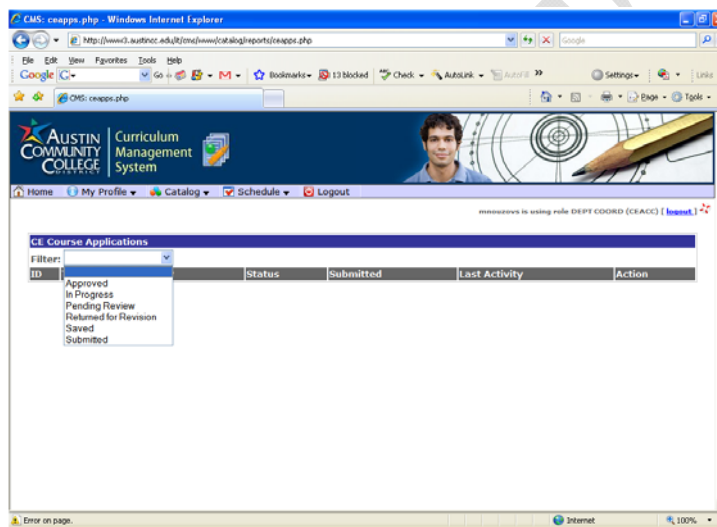 CMS: ceapps.php - Windows Internet Explorer
http://www3.austincc.edu/it/cms/www/catalog/reports/ceapps.php
Google
File Edit View Favorites Tools Help
Google G Go Bookmarks 13 blocked Check AutoLink AutoFill Settings Links
CMS: ceapps.php Page Tools
AUSTIN COMMUNITY COLLEGE DISTRICT
Curriculum Management System
Home My Profile Catalog Schedule Logout
mnouzovs is using role DEPT COORD (CEACC) [ logout ]
CE Course Applications
Filter:
ID Status Submitted Last Activity Action
Approved
In Progress
Pending Review
Returned for Revision
Saved
Submitted
Error on page. Internet 100%